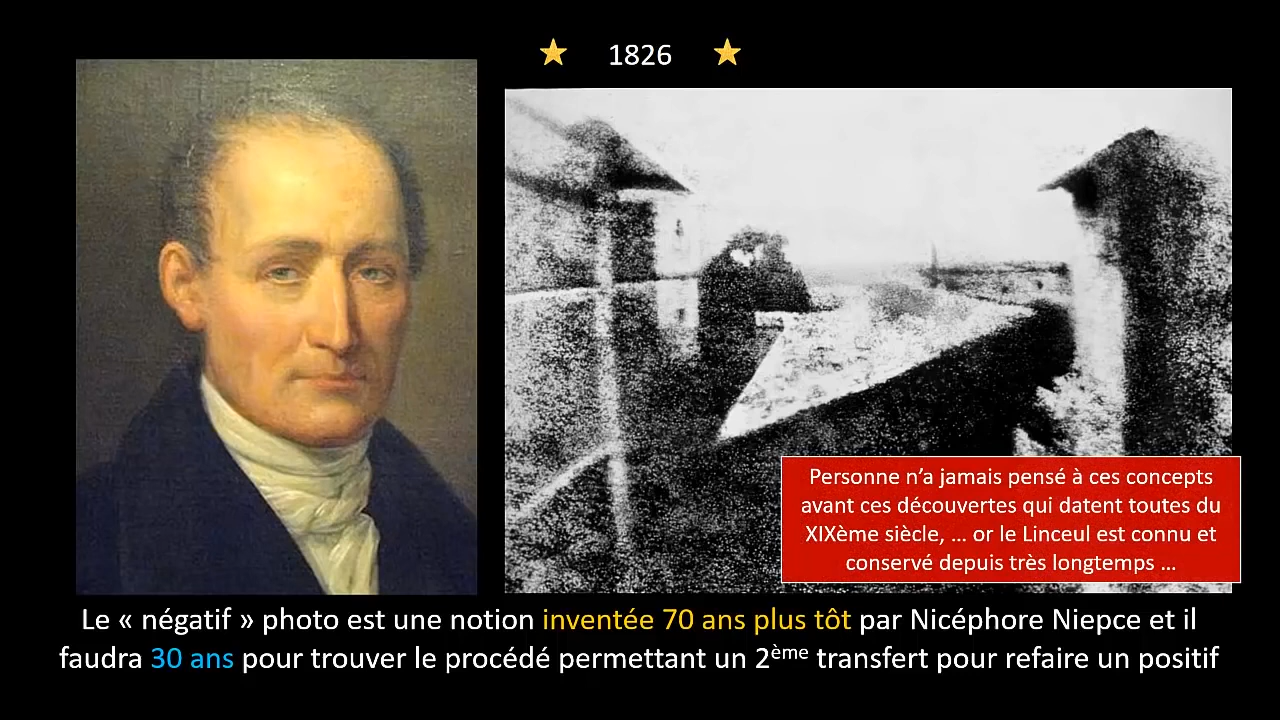 1826
Personne n'a jamais pensé à ces concepts
avant ces découvertes qui datent toutes du
XIXème siècle, ... or le Linceul est connu et
conservé depuis très longtemps ...
Le « négatif » photo est une notion inventée 70 ans plus tôt par Nicéphore Niepce et il
faudra 30 ans pour trouver le procédé permettant un 2ème transfert pour refaire un positif